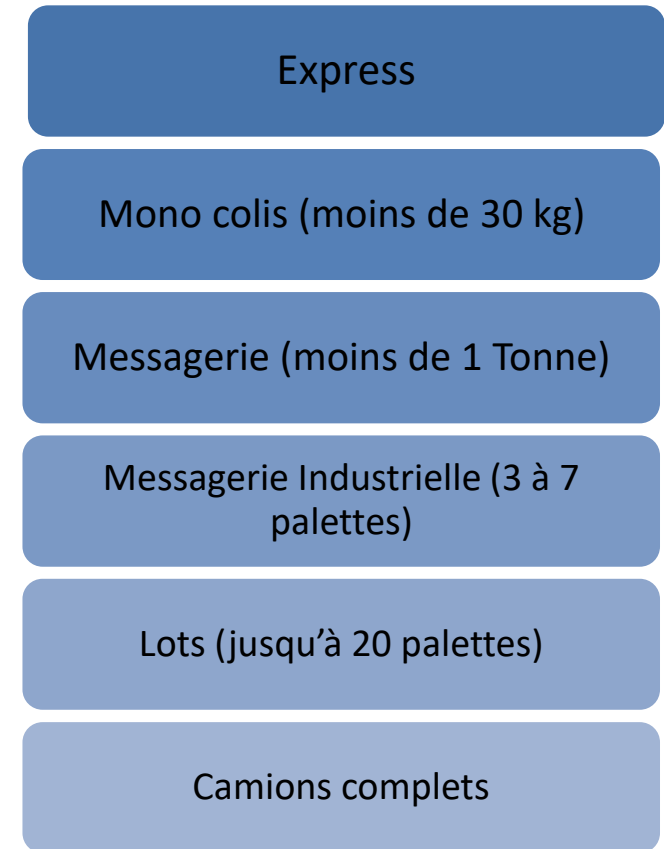 Express
Mono colis (moins de 30 kg)
Messagerie (moins de 1 Tonne)
Messagerie Industrielle (3 à 7
palettes)
Lots (jusqu’à 20 palettes)
Camions complets